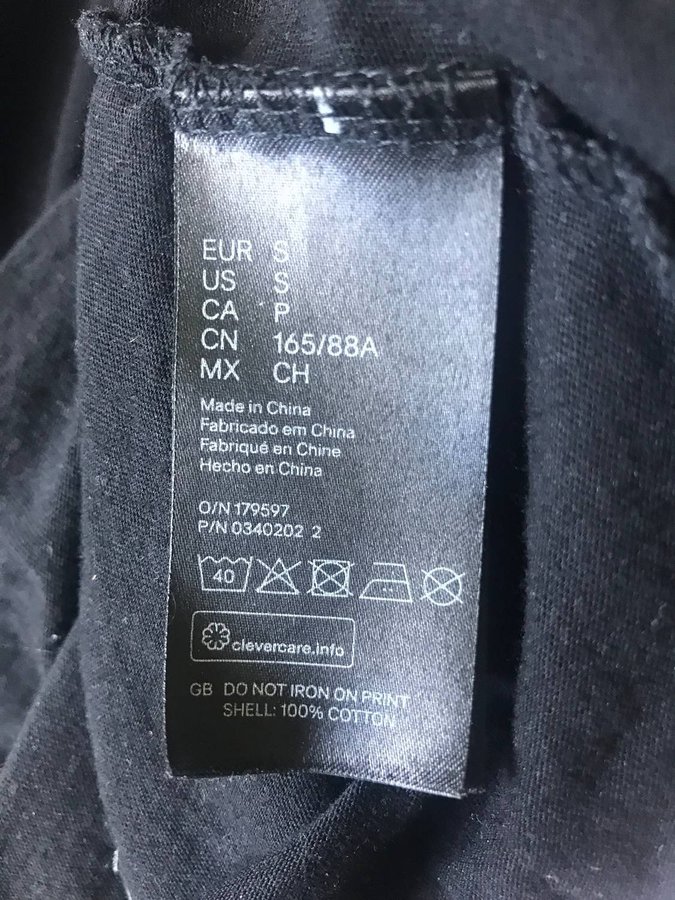 EUR S
US S
CA P
CN 165/88A
MX CH
Made in China
Fabricado em China
Fabriqué en Chine
Hecho en China
O/N 179597
P/N 0340202 2
40
clevercare.info
GB DO NOT IRON ON PRINT
SHELL: 100% COTTON